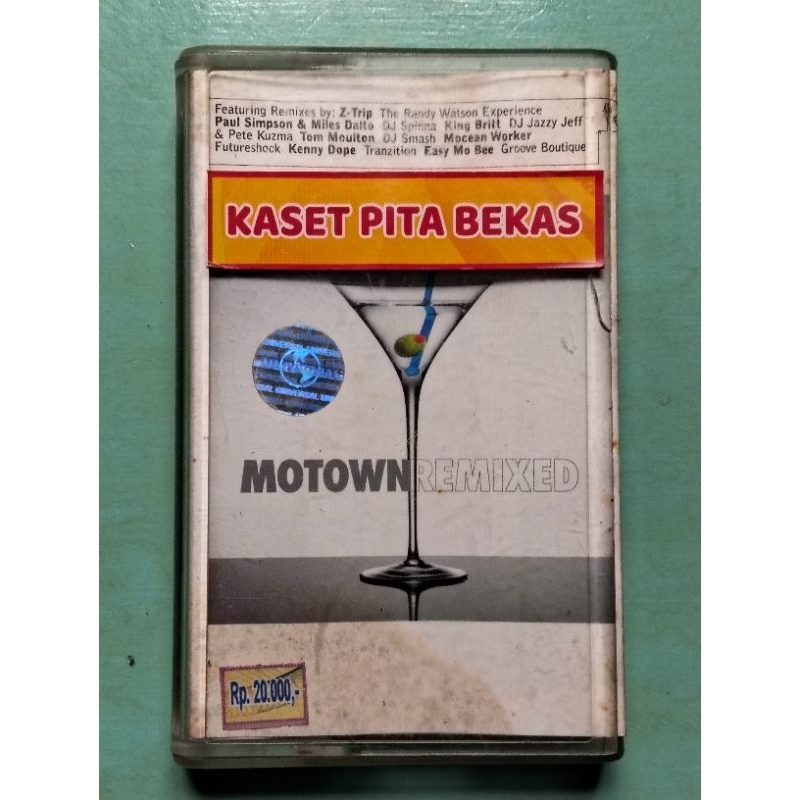 Featuring Remixes by: Z-Trip The Randy Watson Experience
Paul Simpson & Miles Dalto DJ Spinna King Britt DJ Jazzy Jeff
& Pete Kuzma Tom Moulton DJ Smash Mocean Worker
Futureshock Kenny Dope Tranzition Easy Mo Bee Groove Boutique
KASET PITA BEKAS
MOTOWNREMIXED
Rp. 20.000,-